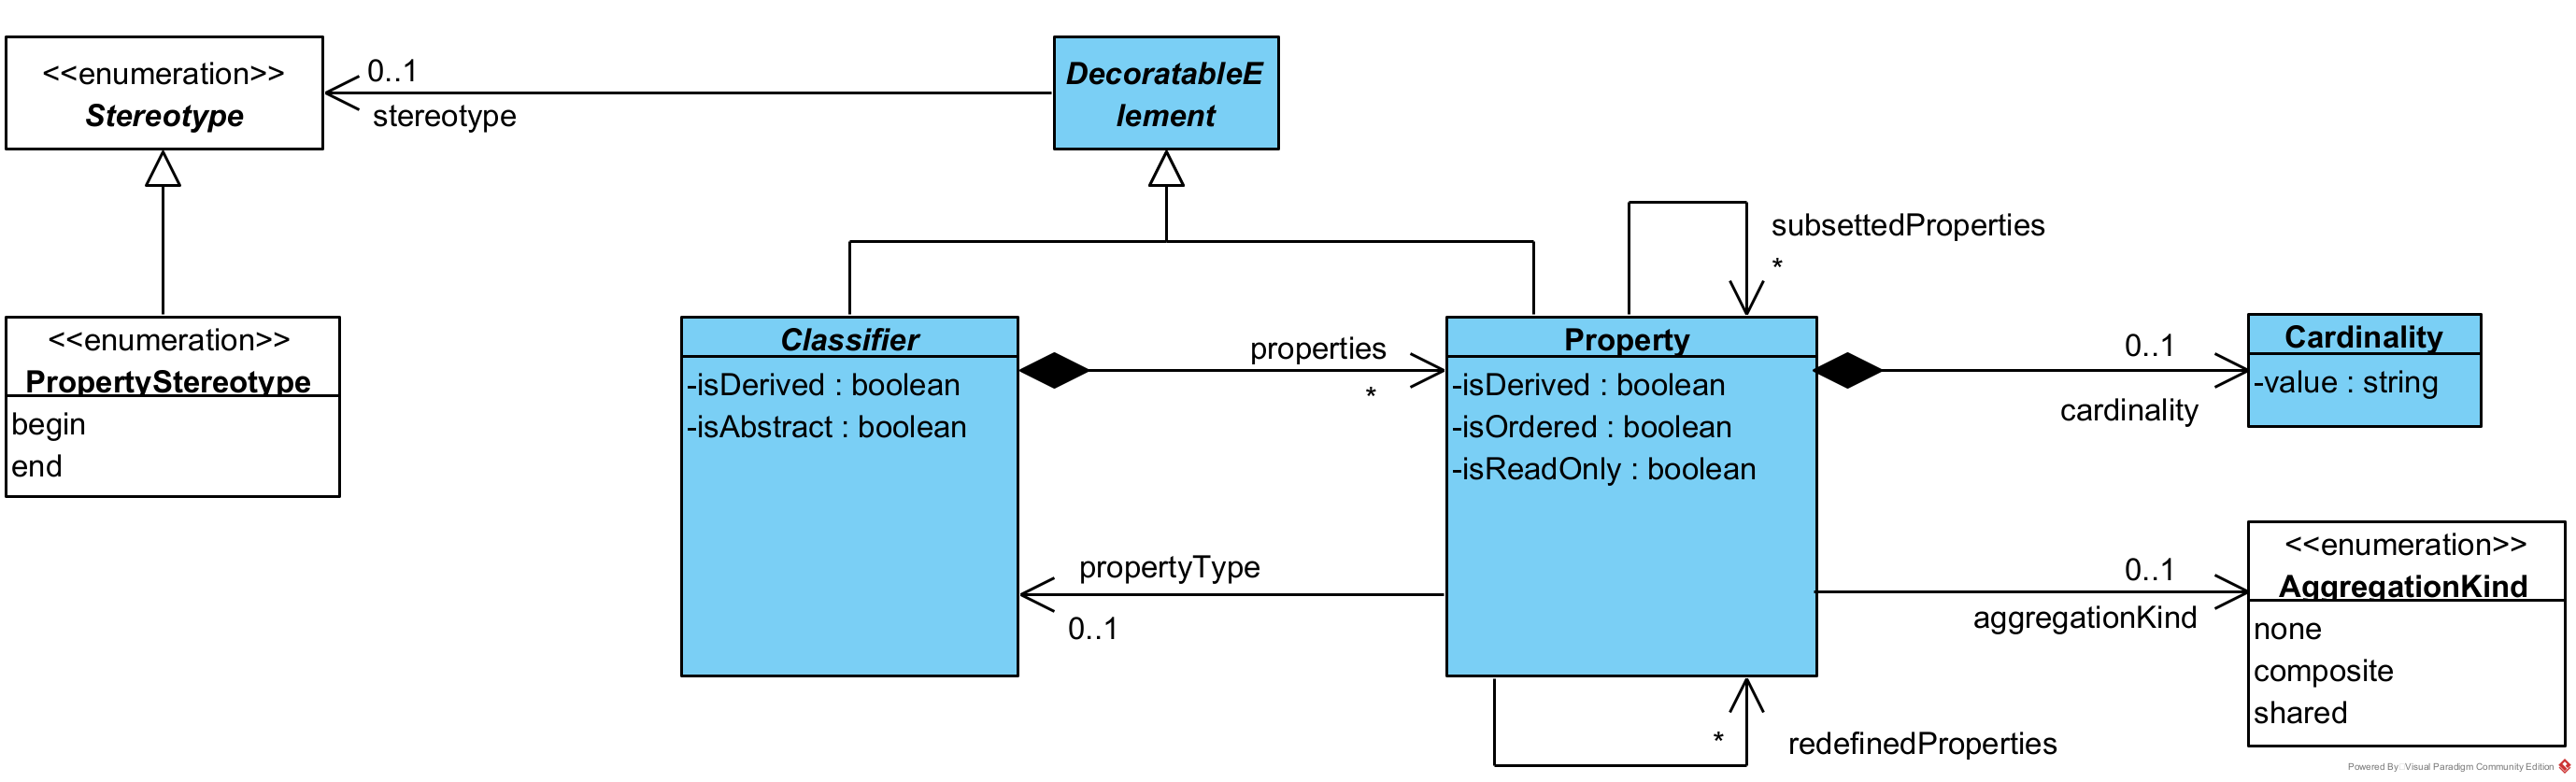 <<enumeration>>
Stereotype
0..1
stereotype
DecoratableE
lement
<<enumeration>>
PropertyStereotype
begin
end
Classifier
-isDerived : boolean
-isAbstract : boolean
properties
*
propertyType
0..1
Property
-isDerived : boolean
-isOrdered : boolean
-isReadOnly : boolean
subsettedProperties
*
0..1
cardinality
Cardinality
-value : string
0..1
aggregationKind
<<enumeration>>
AggregationKind
none
composite
shared
*
redefinedProperties
Powered By Visual Paradigm Community Edition